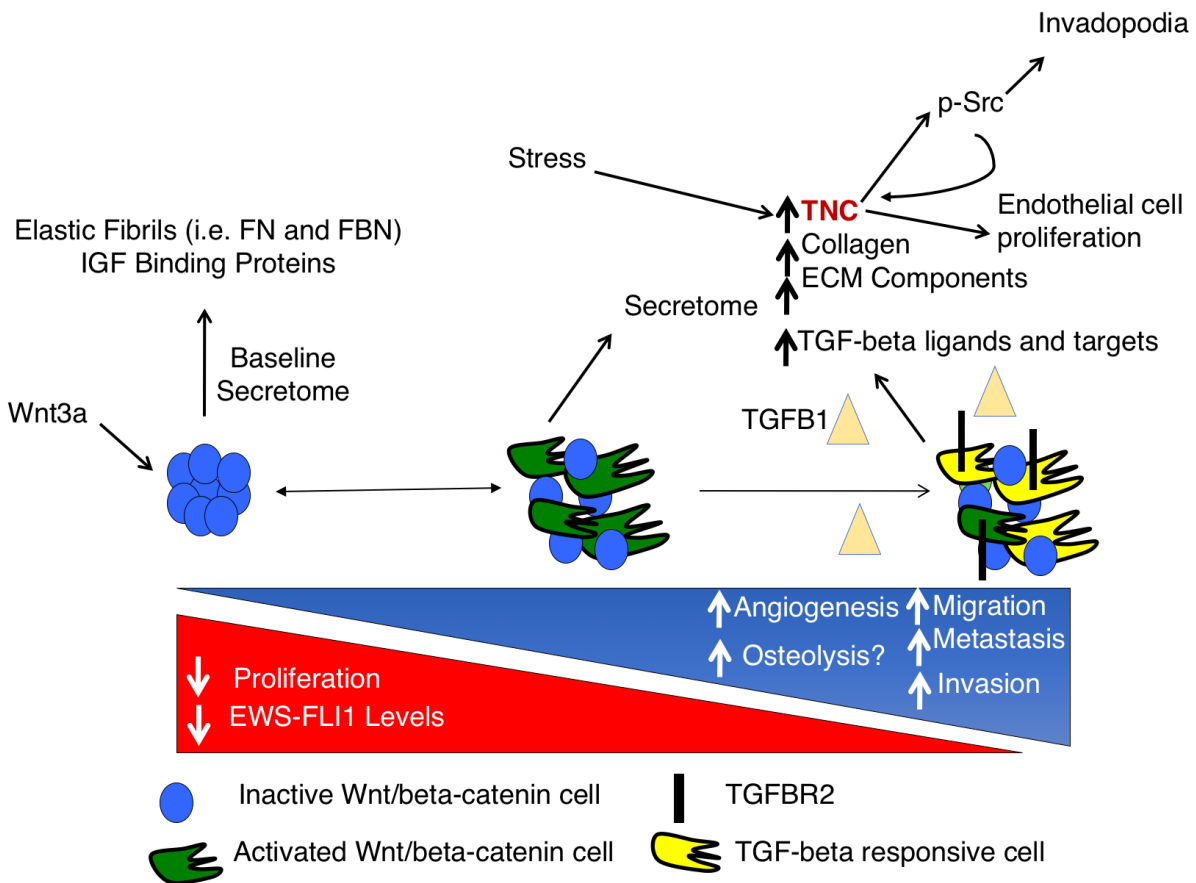 Invadopodia
p-Src
Stress
TNC
Endothelial cell
proliferation
Elastic Fibrils (i.e. FN and FBN)
IGF Binding Proteins
Collagen
ECM Components
Secretome
TGF-beta ligands and targets
Baseline
Secretome
Wnt3a
TGFB1
Angiogenesis
Migration
Metastasis
Osteolysis?
Invasion
Proliferation
EWS-FLI1 Levels
Inactive Wnt/beta-catenin cell
TGFBR2
Activated Wnt/beta-catenin cell
TGF-beta responsive cell